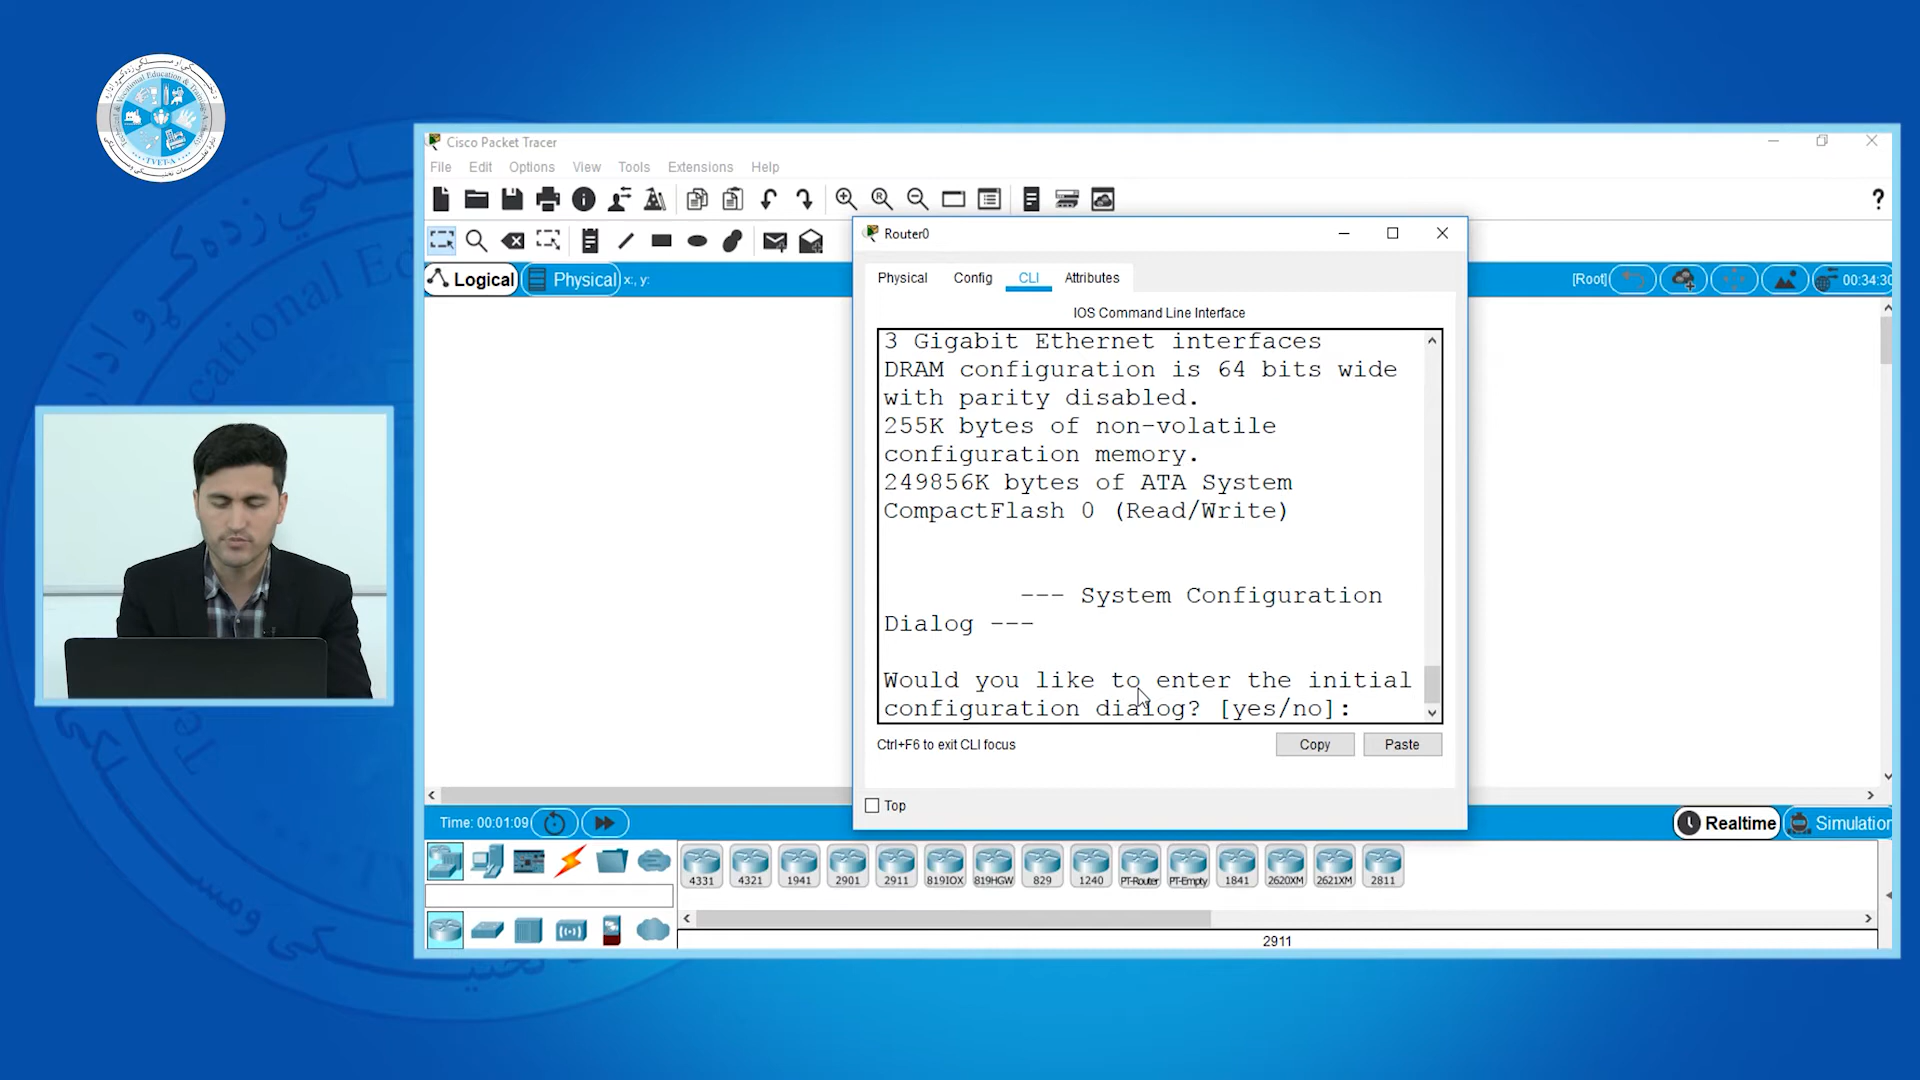 Technical & Vocational Education & Training
TVET-A
Cisco Packet Tracer
File Edit Options View Tools Extensions Help
Router0
Physical Config CLI Attributes
IOS Command Line Interface
3 Gigabit Ethernet interfaces
DRAM configuration is 64 bits wide
with parity disabled.
255K bytes of non-volatile
configuration memory.
249856K bytes of ATA System
CompactFlash 0 (Read/Write)
--- System Configuration
Dialog ---
Would you like to enter the initial
configuration dialog? [yes/no]:
Ctrl+F6 to exit CLI focus
Copy Paste
Top
Logical Physical x:, y:
[Root] 00:34:30
Time: 00:01:09
Realtime Simulation
4331 4321 1941 2901 2911 819IOX 819HGW 829 1240 PT-Router PT-Empty 1841 2620XM 2621XM 2811
2911